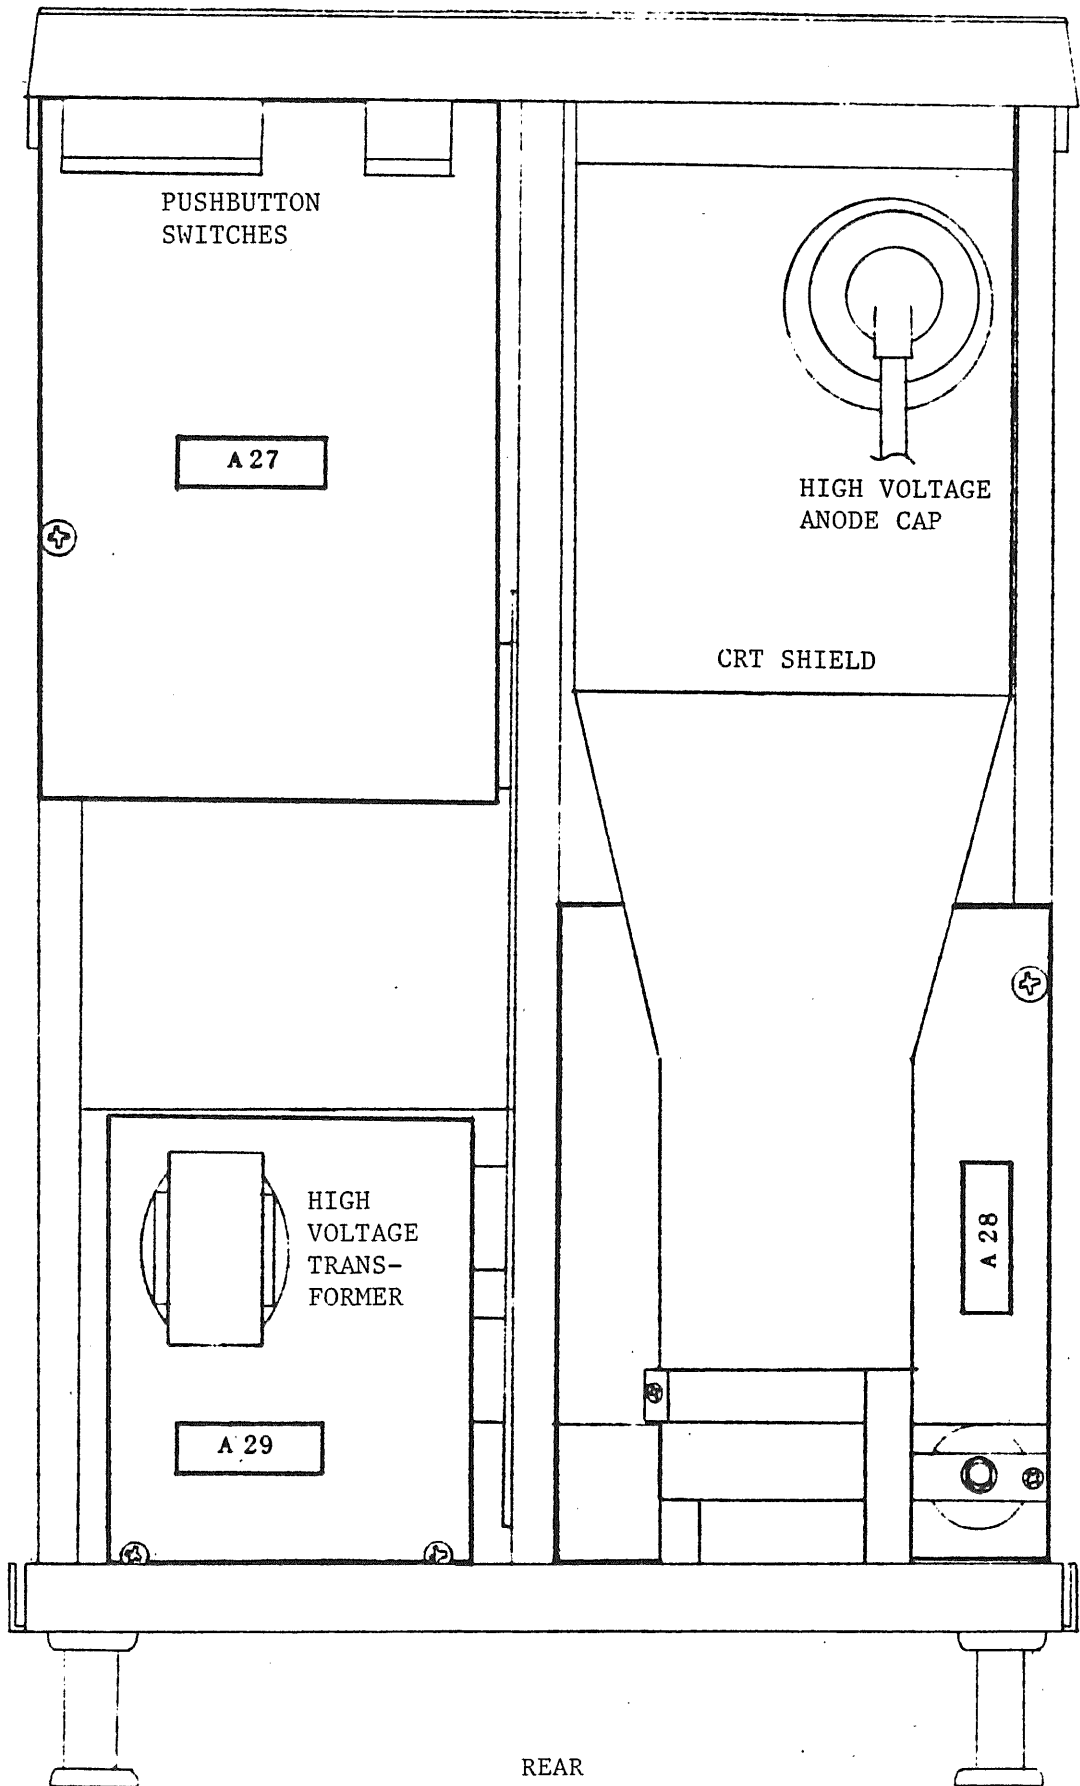 PUSHBUTTON
SWITCHES
A 27
HIGH VOLTAGE
ANODE CAP
CRT SHIELD
HIGH
VOLTAGE
TRANS-
FORMER
A 28
A 29
REAR